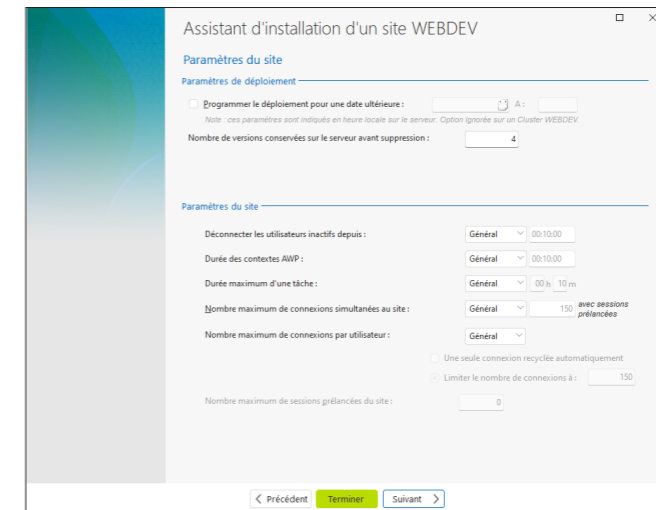 Assistant d'installation d'un site WEBDEV
Paramètres du site
Paramètres de déploiement
Programmer le déploiement pour une date ultérieure : A :
Note : ces paramètres sont indiqués en heure locale sur le serveur. Option ignorée sur un Cluster WEBDEV.
Nombre de versions conservées sur le serveur avant suppression : 4
Paramètres du site
Déconnecter les utilisateurs inactifs depuis : Général 00:10:00
Durée des contextes AWP : Général 00:10:00
Durée maximum d'une tâche : Général 00 h 10 m
Nombre maximum de connexions simultanées au site : Général 150 avec sessions
prélancées
Nombre maximum de connexions par utilisateur : Général
Une seule connexion recyclée automatiquement
Limiter le nombre de connexions à : 150
Nombre maximum de sessions prélancées du site : 0
Précédent Terminer Suivant